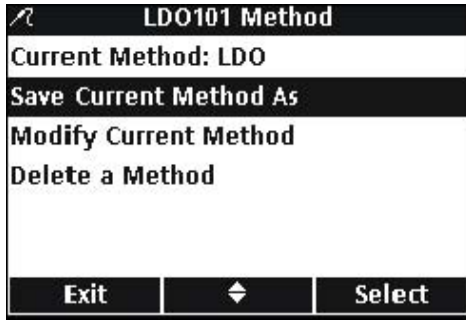 LDO101 Method
Current Method: LDO
Save Current Method As
Modify Current Method
Delete a Method
Exit Select